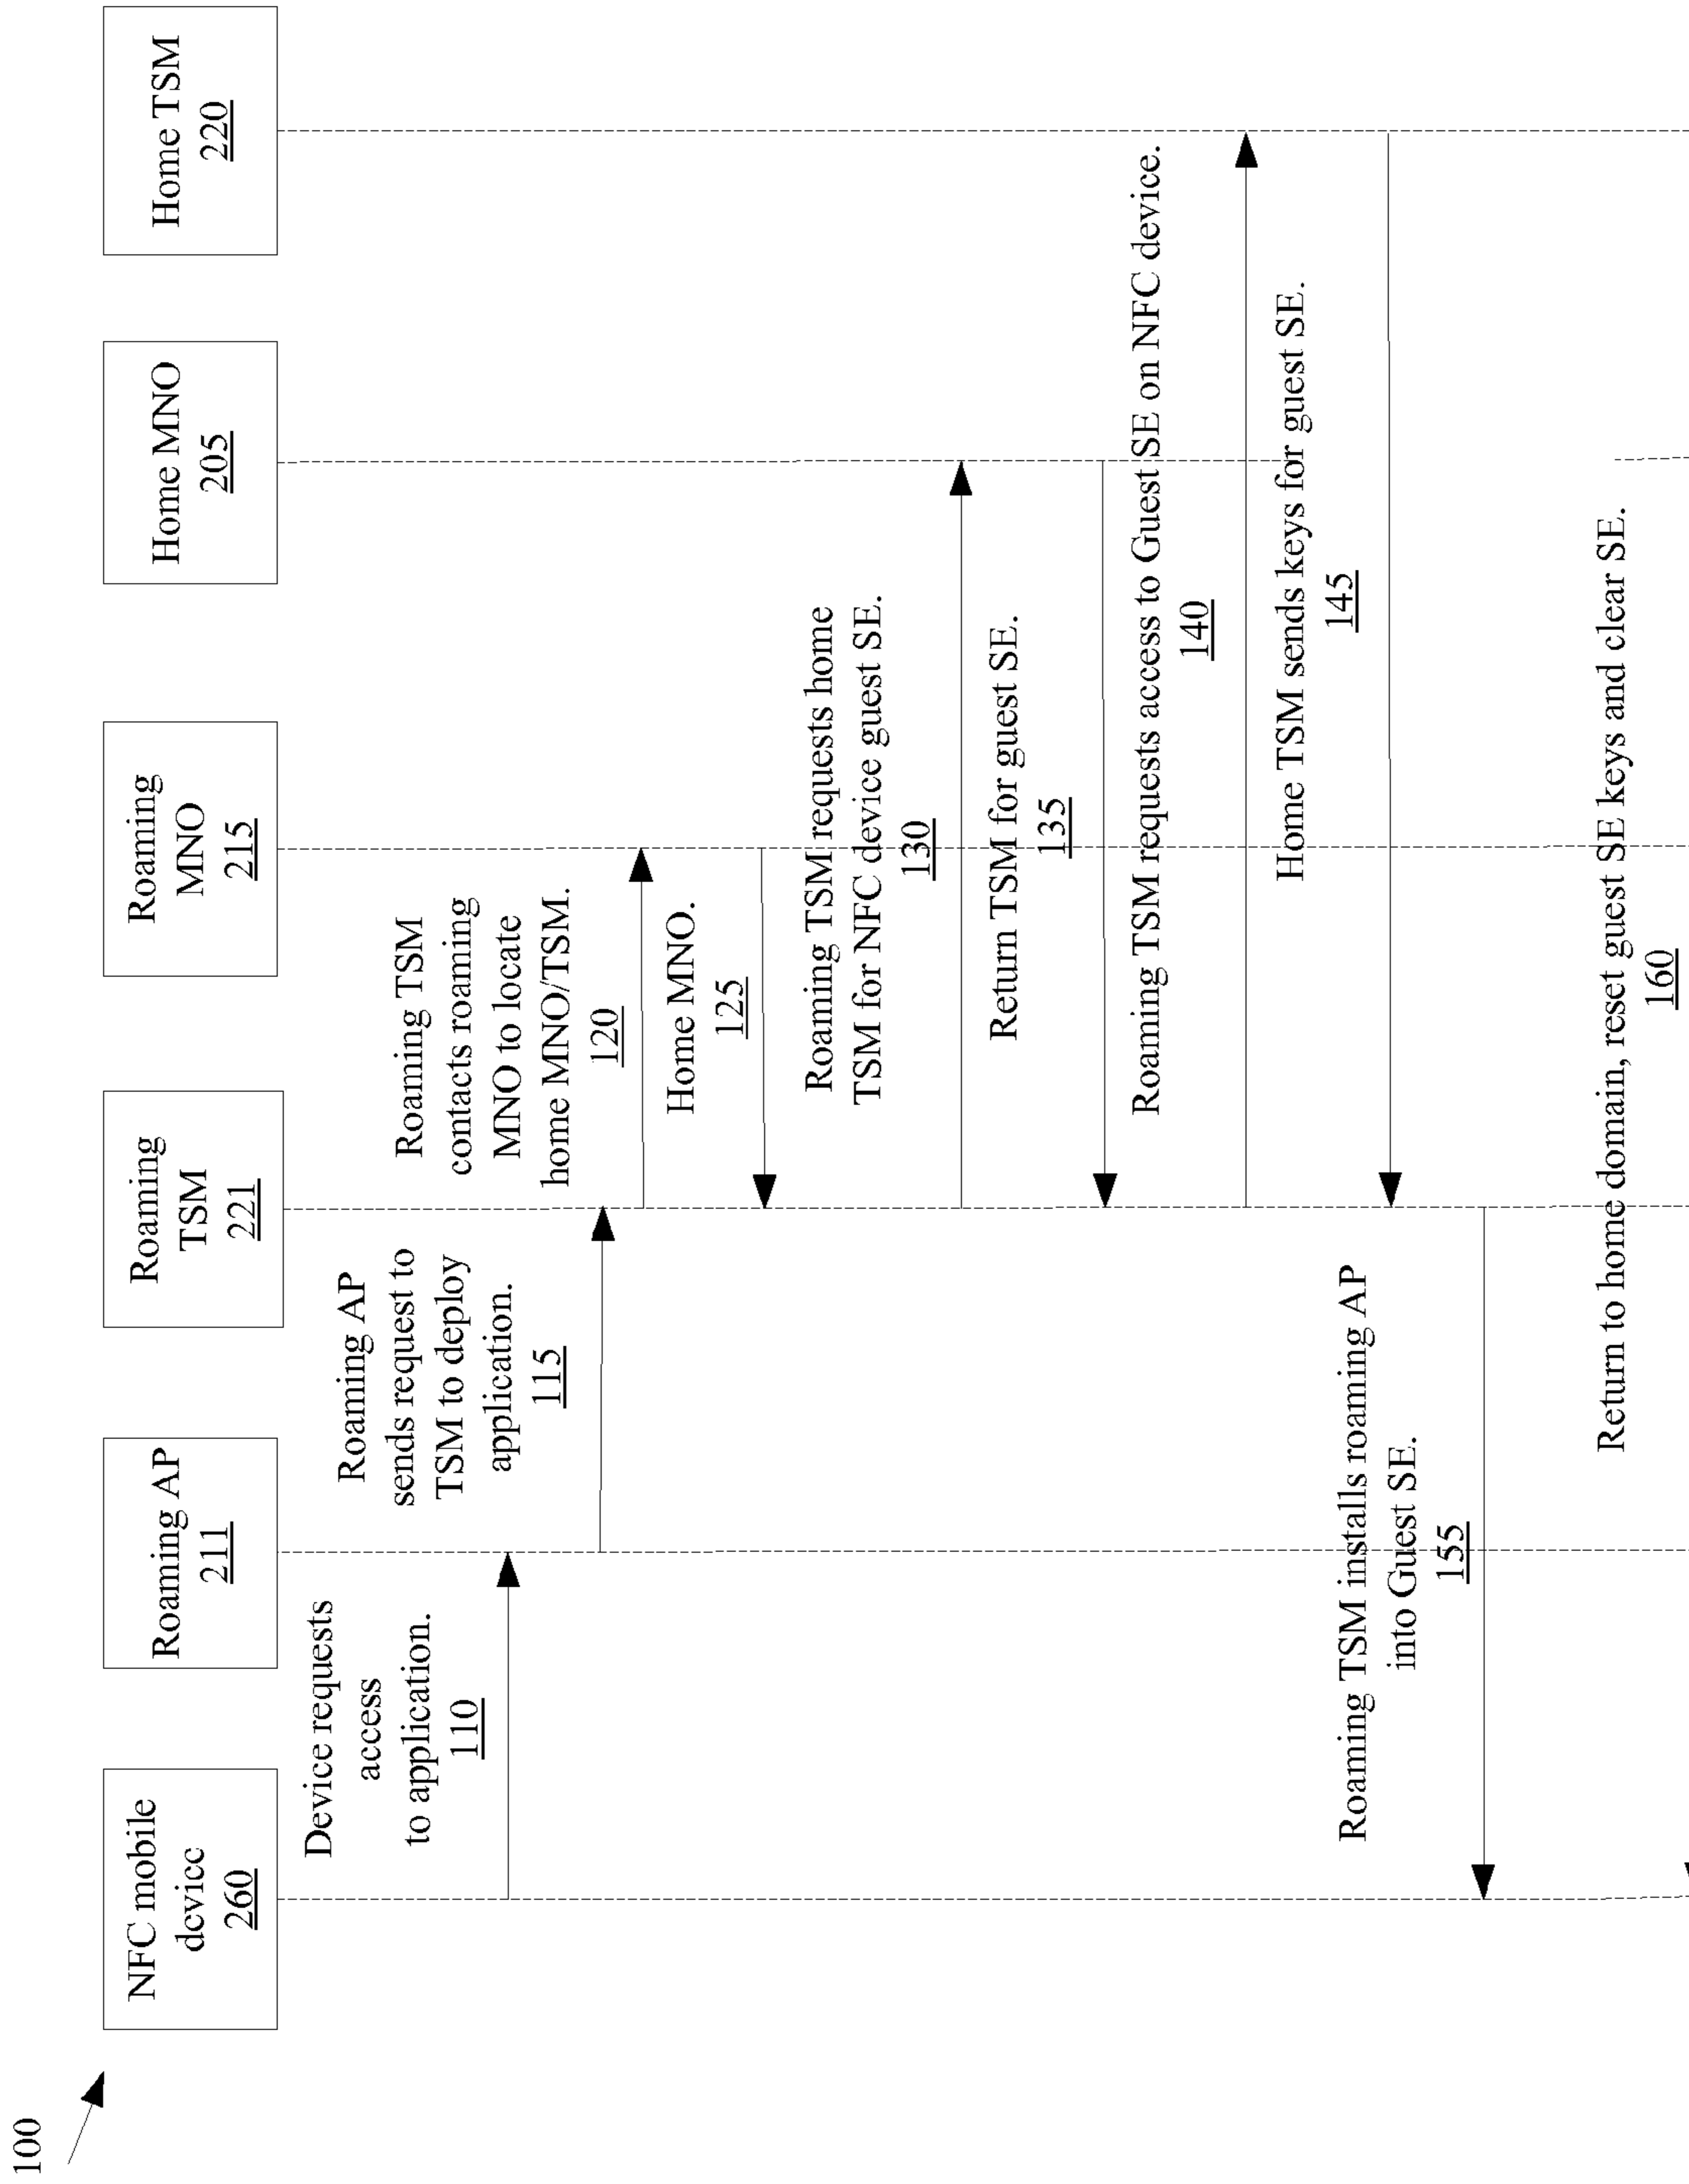 100
NFC mobile
device
260
Roaming AP
211
Roaming
TSM
221
Roaming
MNO
215
Home MNO
205
Home TSM
220
Device requests
access
to application.
110
Roaming AP
sends request to
TSM to deploy
application.
115
Roaming TSM
contacts roaming
MNO to locate
home MNO/TSM.
120
Home MNO.
125
Roaming TSM requests home
TSM for NFC device guest SE.
130
Return TSM for guest SE.
135
Roaming TSM requests access to Guest SE on NFC device.
140
Home TSM sends keys for guest SE.
145
Roaming TSM installs roaming AP
into Guest SE.
155
Return to home domain, reset guest SE keys and clear SE.
160